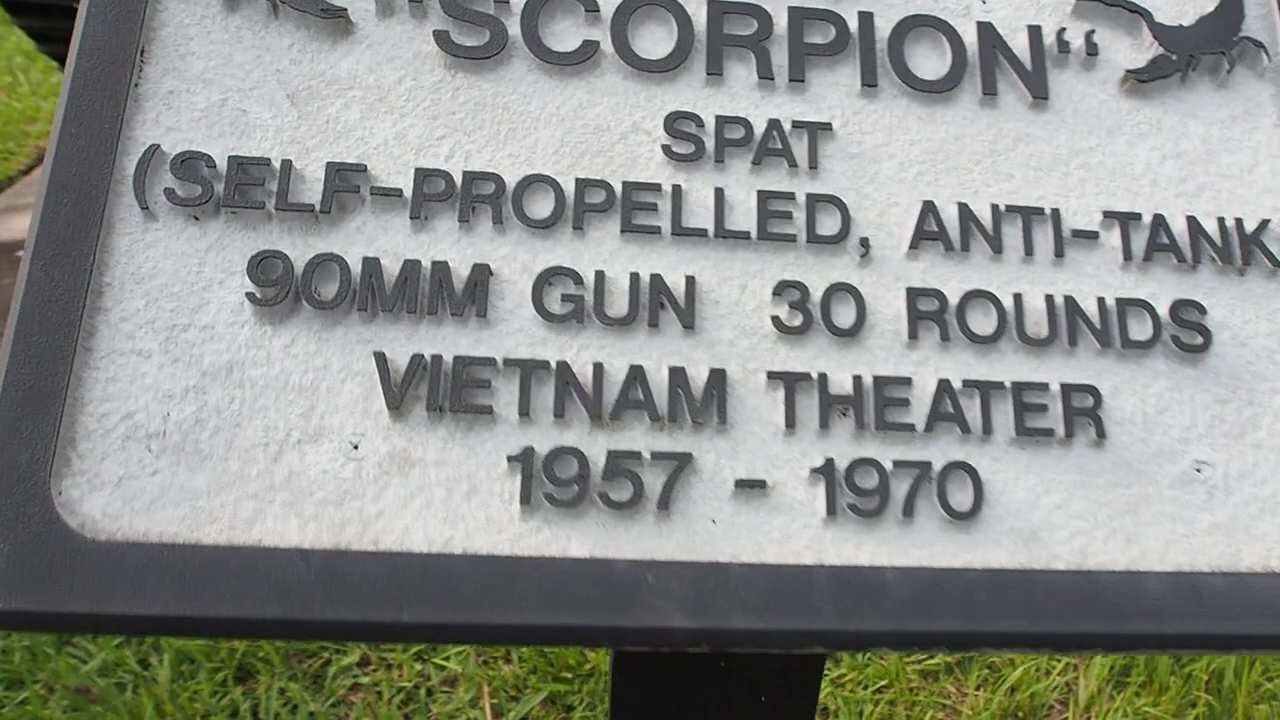 "SCORPION"
SPAT
(SELF-PROPELLED, ANTI-TANK
90MM GUN 30 ROUNDS
VIETNAM THEATER
1957 - 1970